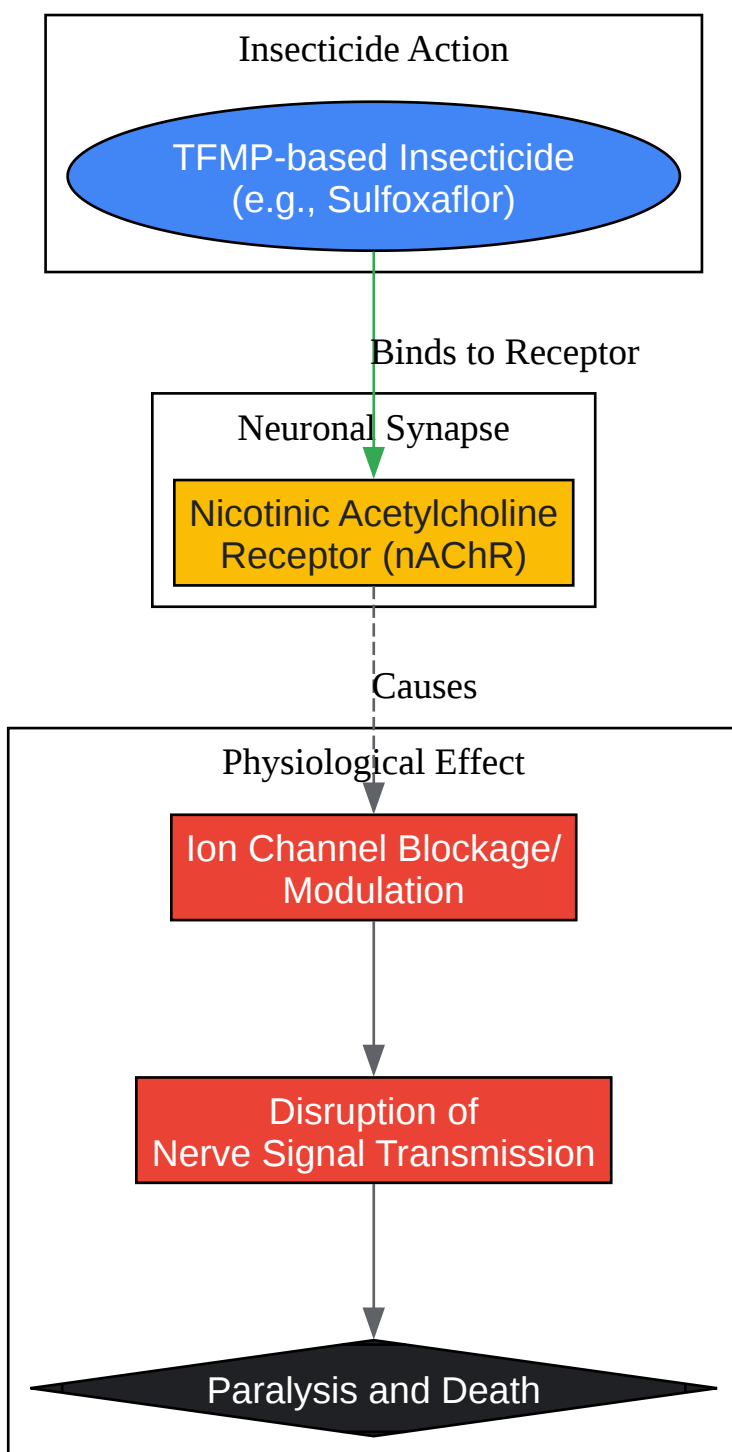 Insecticide Action
TFMP-based Insecticide
(e.g., Sulfoxaflor)
Binds to Receptor
Neuronal Synapse
Nicotinic Acetylcholine
Receptor (nAChR)
Causes
Physiological Effect
Ion Channel Blockage/
Modulation
Disruption of
Nerve Signal Transmission
Paralysis and Death